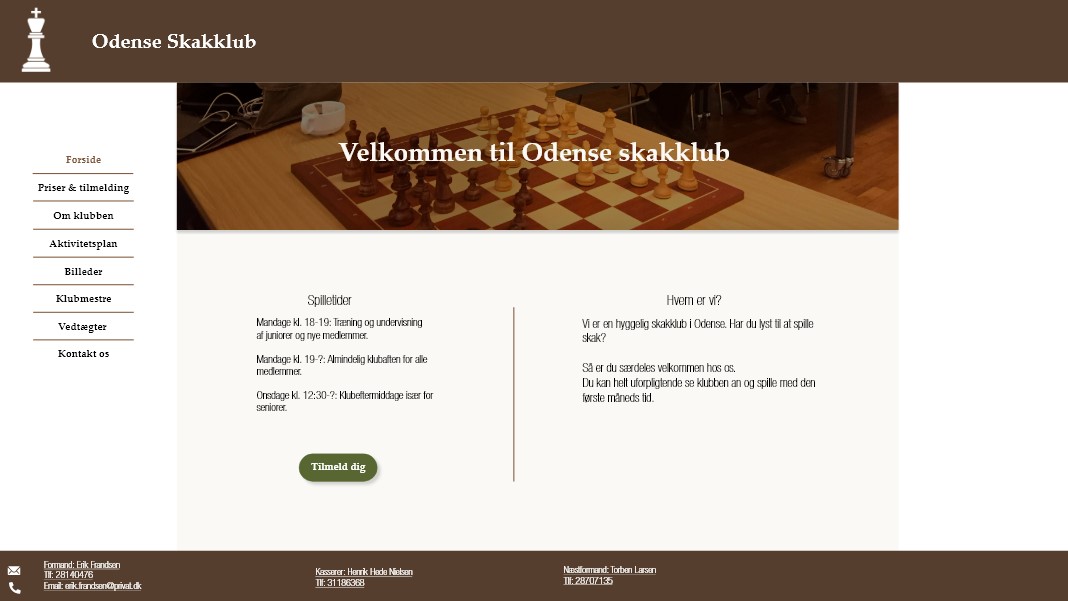 Odense Skakklub
Velkommen til Odense skakklub
Forside
Priser & tilmelding
Om klubben
Aktivitetsplan
Billeder
Klubmestre
Vedtægter
Kontakt os
Spilletider
Mandage kl. 18-19: Træning og undervisning
af juniorer og nye medlemmer.
Mandage kl. 19-?: Almindelig klubaften for alle
medlemmer.
Onsdage kl. 12:30-?: Klubeftermiddage især for
seniorer.
Tilmeld dig
Hvem er vi?
Vi er en hyggelig skakklub i Odense. Har du lyst til at spille
skak?
Så er du særdeles velkommen hos os.
Du kan helt uforpligtende se klubben an og spille med den
første måneds tid.
Formand: Erik Frandsen
Tlf: 28140476
Email: erik.frandsen@privat.dk
Kasserer: Henrik Hede Nielsen
Tlf: 31186368
Næstformand: Torben Larsen
Tlf: 28707135